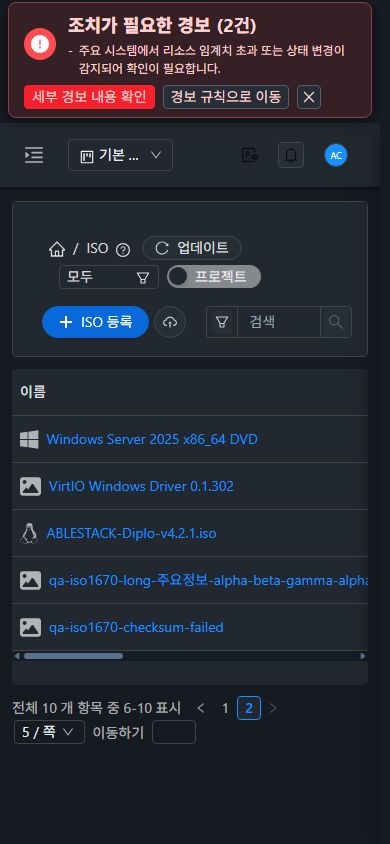 조치가 필요한 경보 (2건)
- 주요 시스템에서 리소스 임계치 초과 또는 상태 변경이
감지되어 확인이 필요합니다.
세부 경보 내용 확인
경보 규칙으로 이동
기본 ...
AC
/ ISO
업데이트
모두
프로젝트
+ ISO 등록
검색
이름
Windows Server 2025 x86_64 DVD
VirtIO Windows Driver 0.1.302
ABLESTACK-Diplo-v4.2.1.iso
qa-iso1670-long-주요정보-alpha-beta-gamma-alpha
qa-iso1670-checksum-failed
전체 10 개 항목 중 6-10 표시 < 1 2 >
5 / 쪽 이동하기